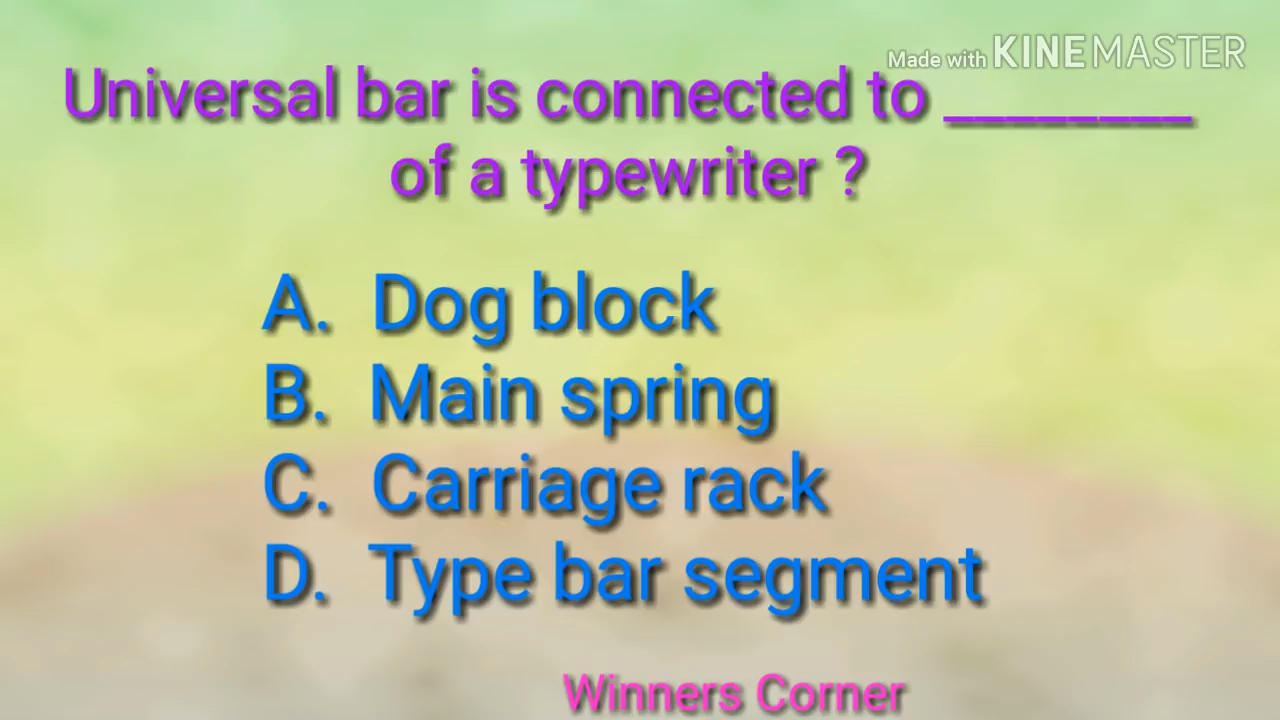 Made with KINEMASTER
Universal bar is connected to ________
of a typewriter ?
A. Dog block
B. Main spring
C. Carriage rack
D. Type bar segment
Winners Corner